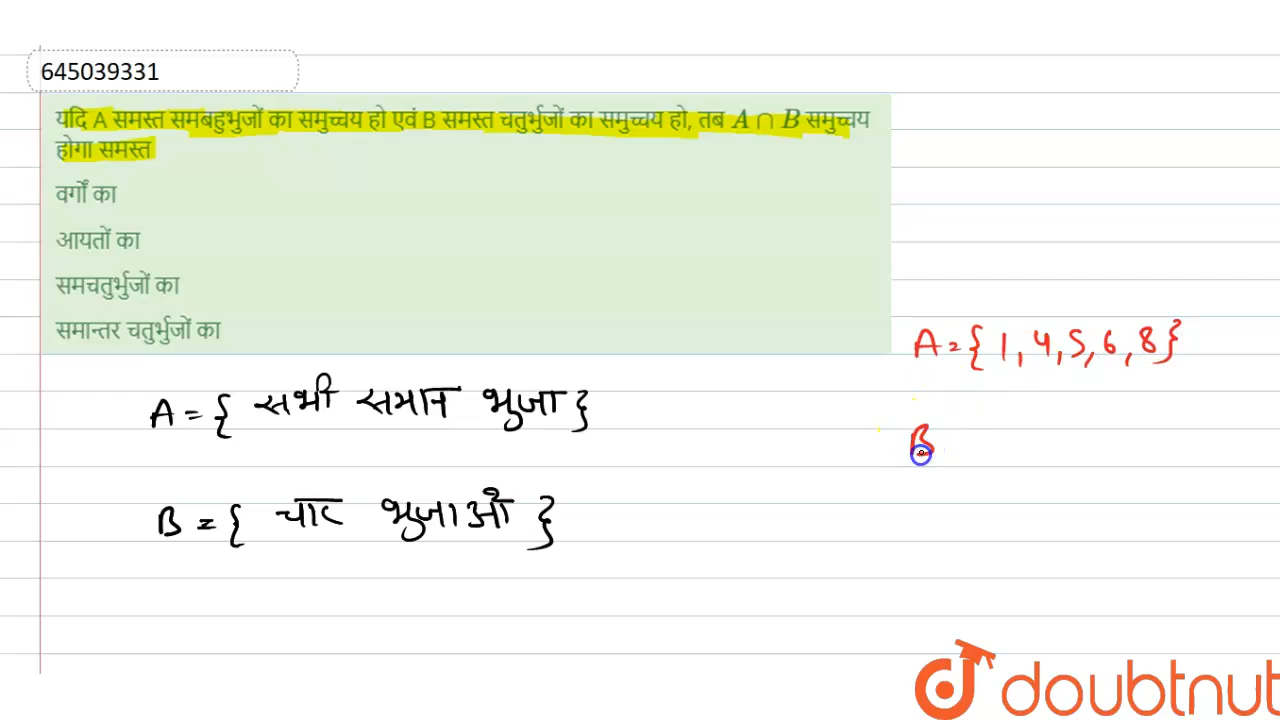 645039331
यदि A समस्त समबहुभुजों का समुच्चय हो एवं B समस्त चतुर्भुजों का समुच्चय हो, तब A ∩ B समुच्चय
होगा समस्त
वर्गों का
आयतों का
समचतुर्भुजों का
समान्तर चतुर्भुजों का
A = { 1, 4, 5, 6, 8 }
A = { सभी समान भुजा }
B
B = { चार भुजाओं }
doubtnut